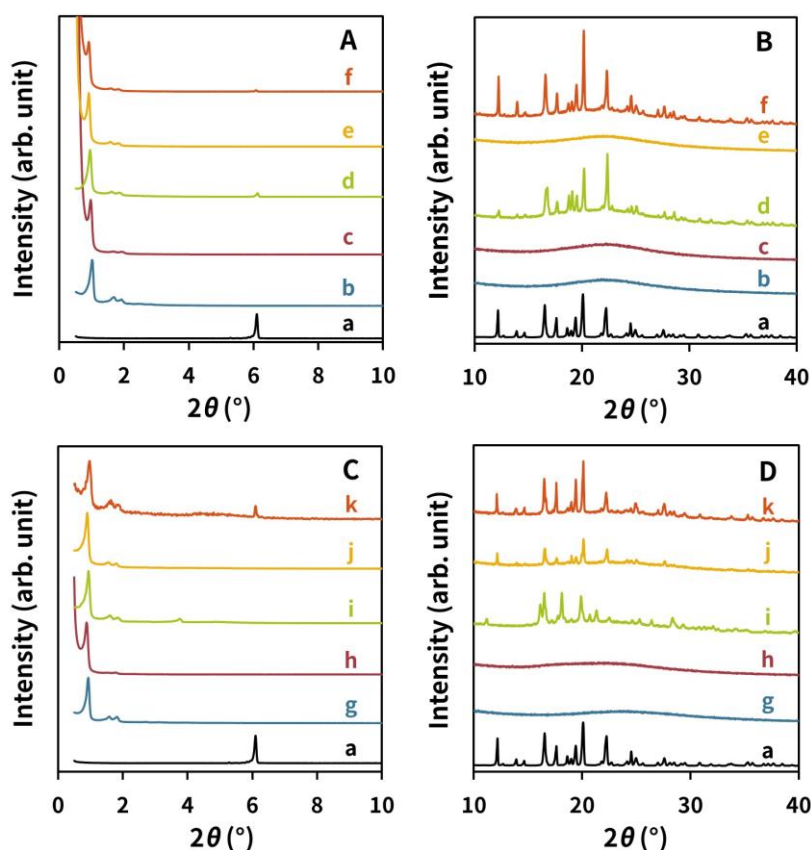 A
f
e
d
c
b
a
Intensity (arb. unit)
0 2 4 6 8 10
2θ (°)
B
f
e
d
c
b
a
Intensity (arb. unit)
10 20 30 40
2θ (°)
C
k
j
i
h
g
a
Intensity (arb. unit)
0 2 4 6 8 10
2θ (°)
D
k
j
i
h
g
a
Intensity (arb. unit)
10 20 30 40
2θ (°)